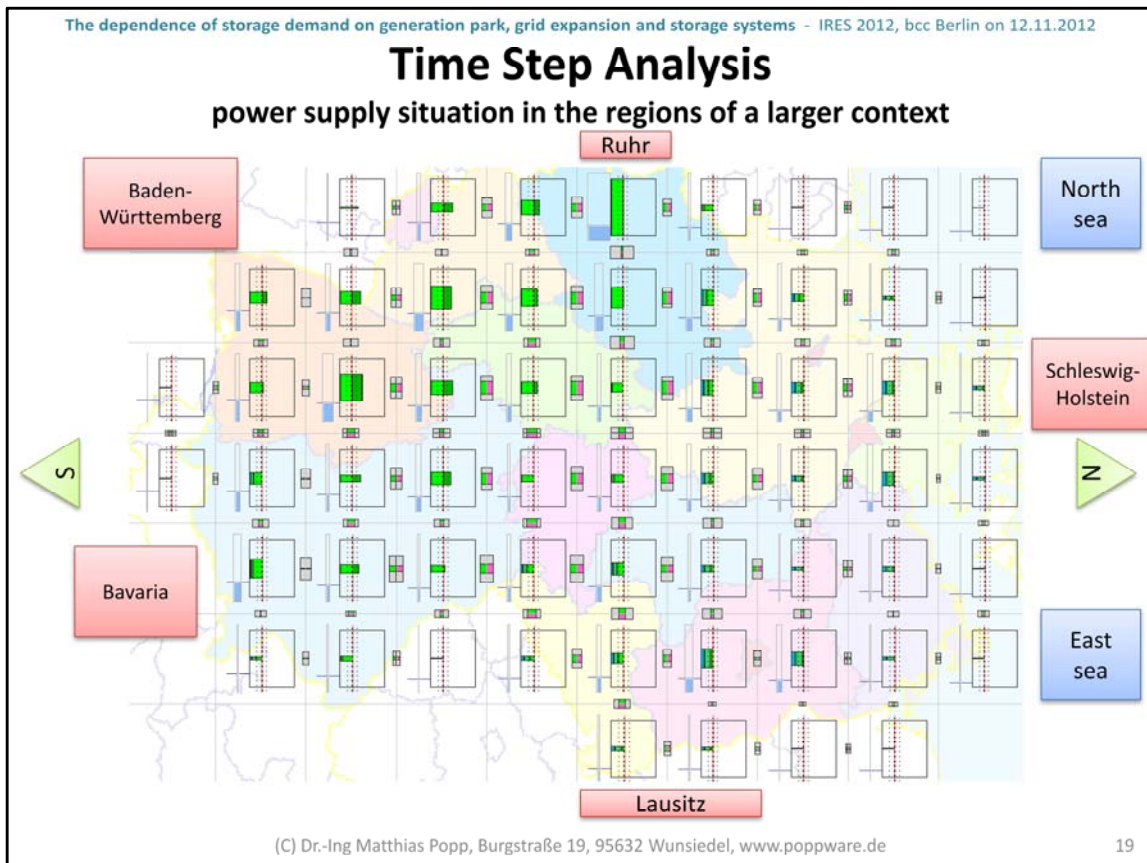 The dependence of storage demand on generation park, grid expansion and storage systems - IRES 2012, bcc Berlin on 12.11.2012
Time Step Analysis
power supply situation in the regions of a larger context
Ruhr
Baden-
Württemberg
North
sea
Schleswig-
Holstein
S
N
Bavaria
East
sea
Lausitz
(C) Dr.-Ing Matthias Popp, Burgstraße 19, 95632 Wunsiedel, www.poppware.de
19